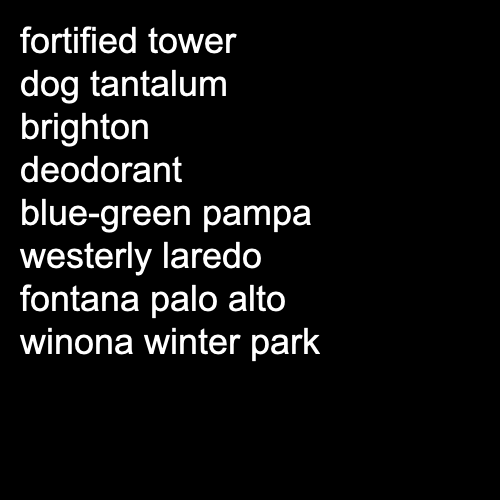 fortified tower
dog tantalum
brighton
deodorant
blue-green pampa
westerly laredo
fontana palo alto
winona winter park